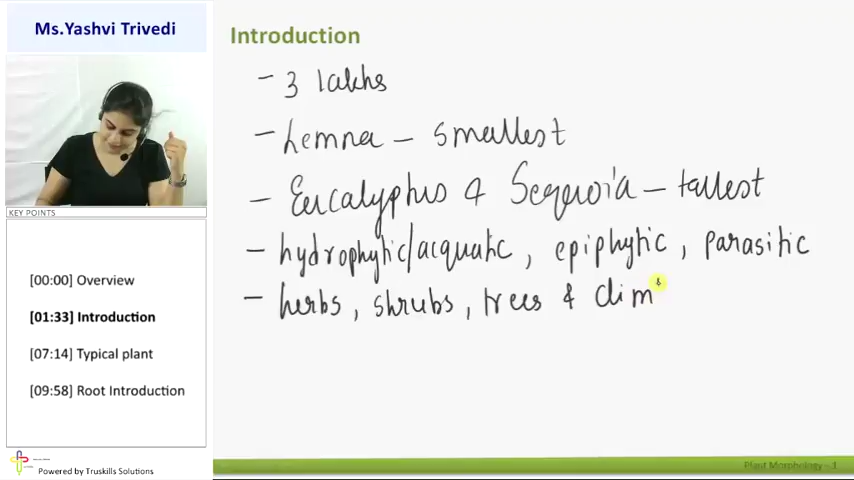 Ms.Yashvi Trivedi
Introduction
- 3 lakhs
- Lemna - smallest
- Eucalyphus & Sequoia - tallest
- hydrophytic/acquatic, epiphytic, parasitic
- herbs, shrubs, trees & clim
KEY POINTS
[00:00] Overview
[01:33] Introduction
[07:14] Typical plant
[09:58] Root Introduction
Powered by Truskills Solutions
Plant Morphology - 1